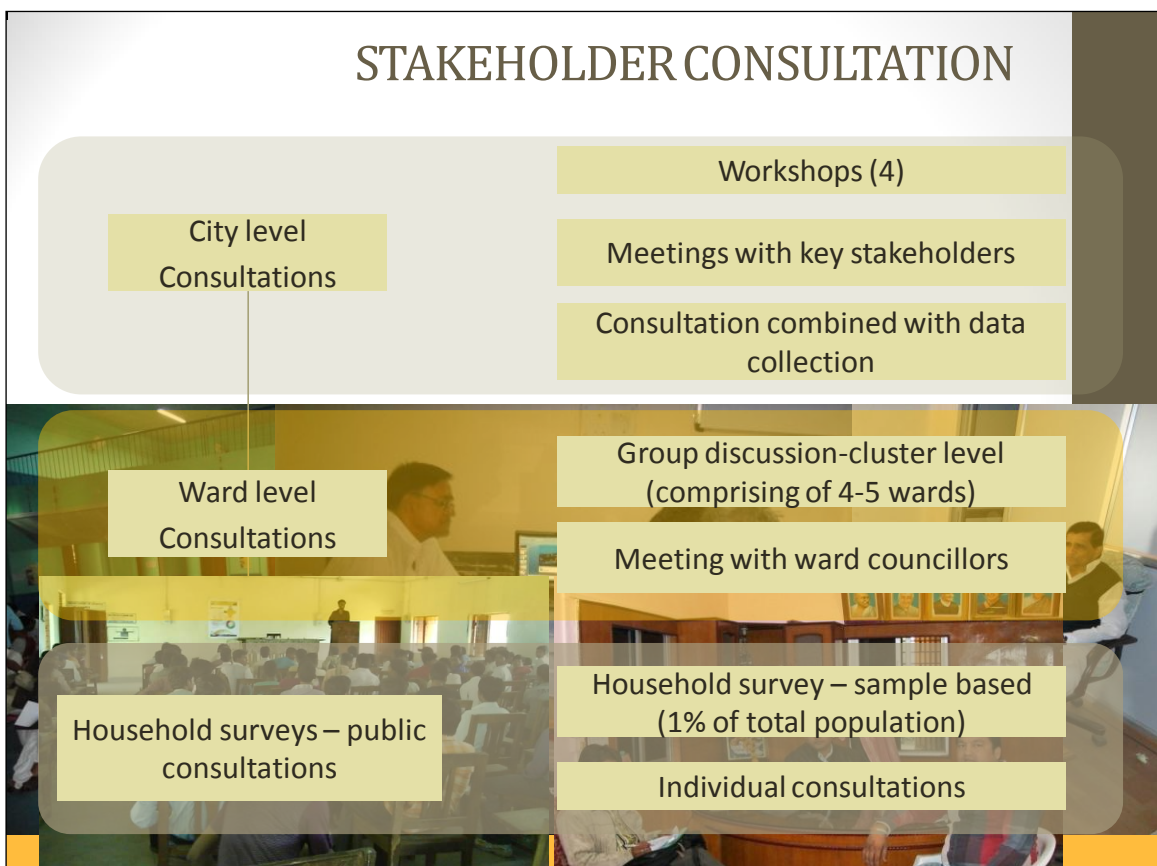 STAKEHOLDER CONSULTATION
City level
Consultations
Workshops (4)
Meetings with key stakeholders
Consultation combined with data
collection
Ward level
Consultations
Group discussion-cluster level
(comprising of 4-5 wards)
Meeting with ward councillors
Household surveys – public
consultations
Household survey – sample based
(1% of total population)
Individual consultations